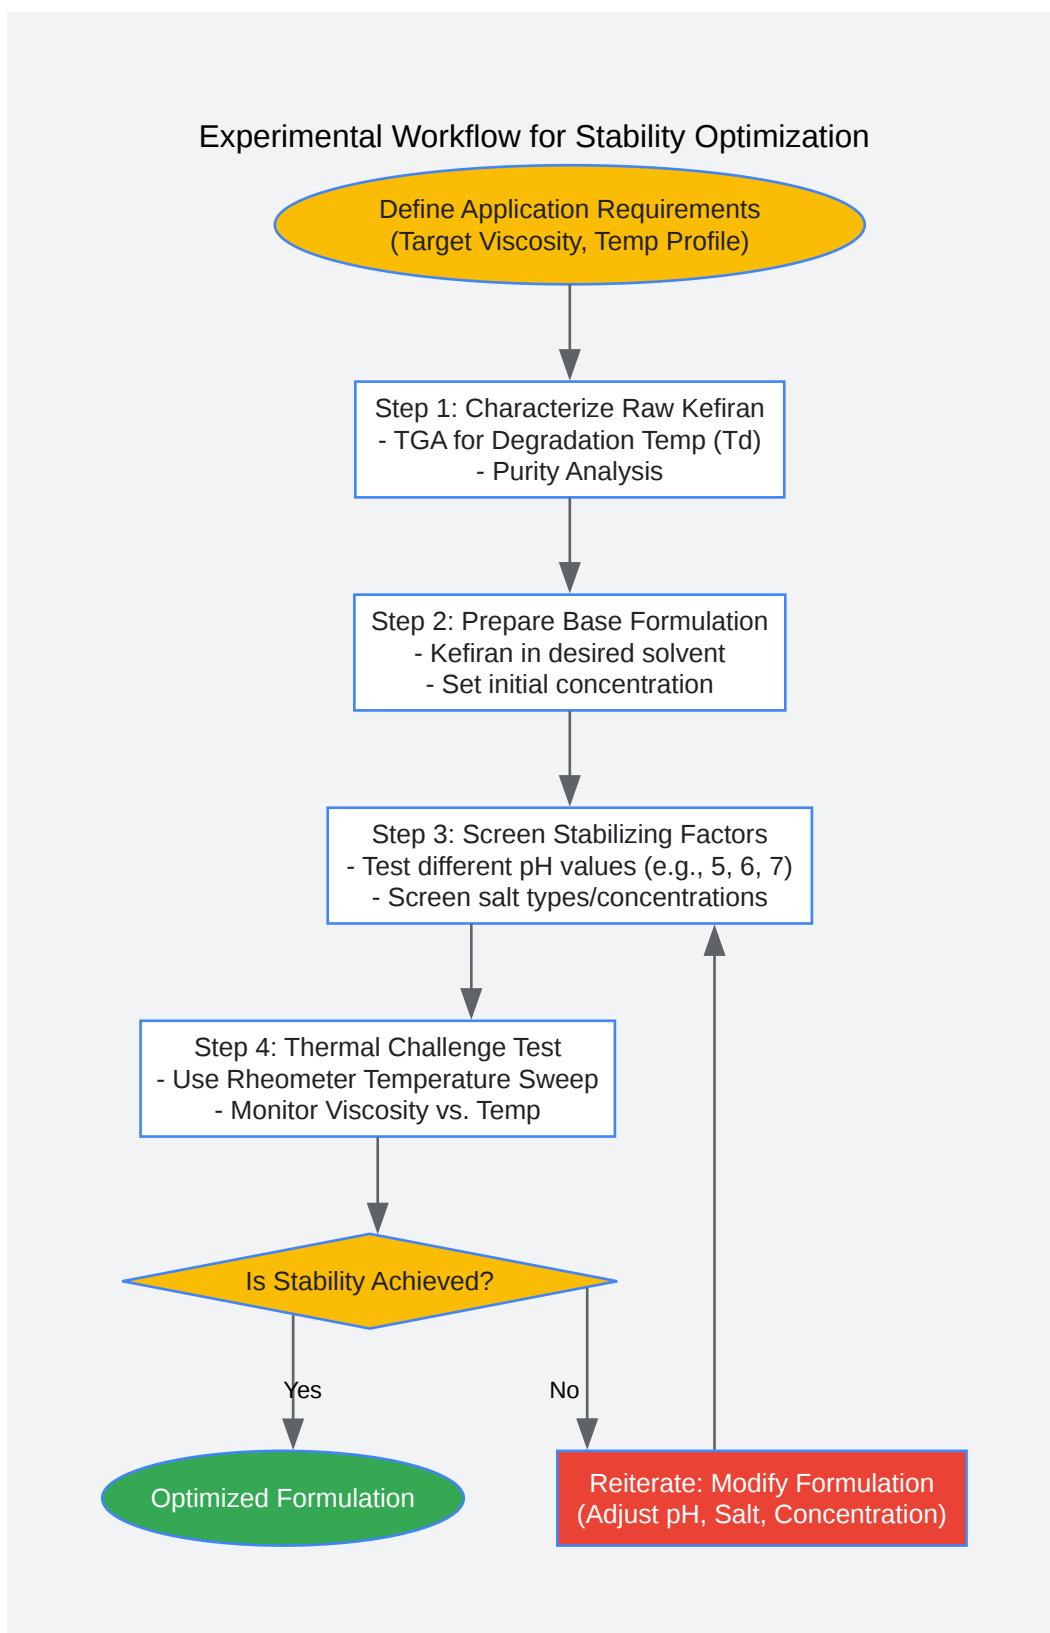 Experimental Workflow for Stability Optimization
Define Application Requirements
(Target Viscosity, Temp Profile)
Step 1: Characterize Raw Kefiran
- TGA for Degradation Temp (Td)
- Purity Analysis
Step 2: Prepare Base Formulation
- Kefiran in desired solvent
- Set initial concentration
Step 3: Screen Stabilizing Factors
- Test different pH values (e.g., 5, 6, 7)
- Screen salt types/concentrations
Step 4: Thermal Challenge Test
- Use Rheometer Temperature Sweep
- Monitor Viscosity vs. Temp
Is Stability Achieved?
Yes
No
Optimized Formulation
Reiterate: Modify Formulation
(Adjust pH, Salt, Concentration)